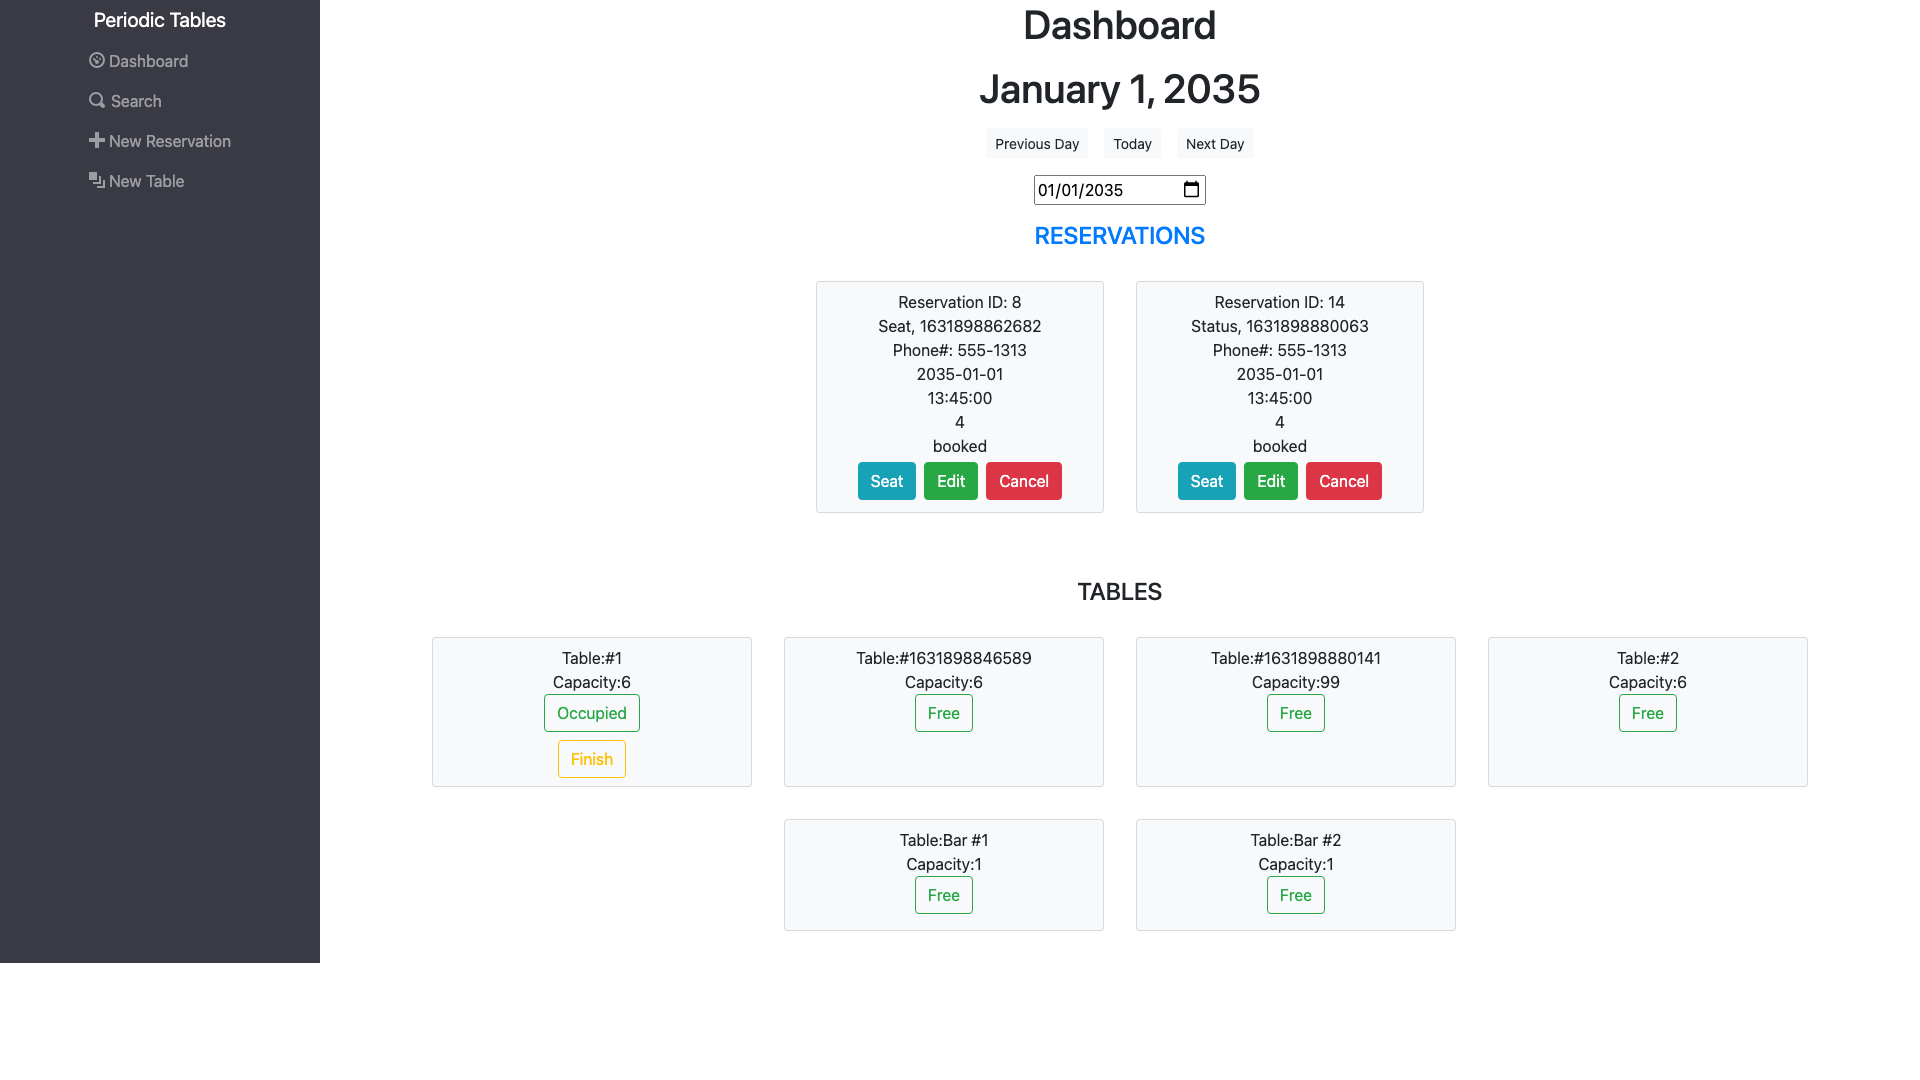 Periodic Tables
Dashboard
Search
New Reservation
New Table
Dashboard
January 1, 2035
Previous Day Today Next Day
01/01/2035
RESERVATIONS
Reservation ID: 8
Seat, 1631898862682
Phone#: 555-1313
2035-01-01
13:45:00
4
booked
Seat Edit Cancel
Reservation ID: 14
Status, 1631898880063
Phone#: 555-1313
2035-01-01
13:45:00
4
booked
Seat Edit Cancel
TABLES
Table:#1
Capacity:6
Occupied
Finish
Table:#1631898846589
Capacity:6
Free
Table:#1631898880141
Capacity:99
Free
Table:#2
Capacity:6
Free
Table:Bar #1
Capacity:1
Free
Table:Bar #2
Capacity:1
Free